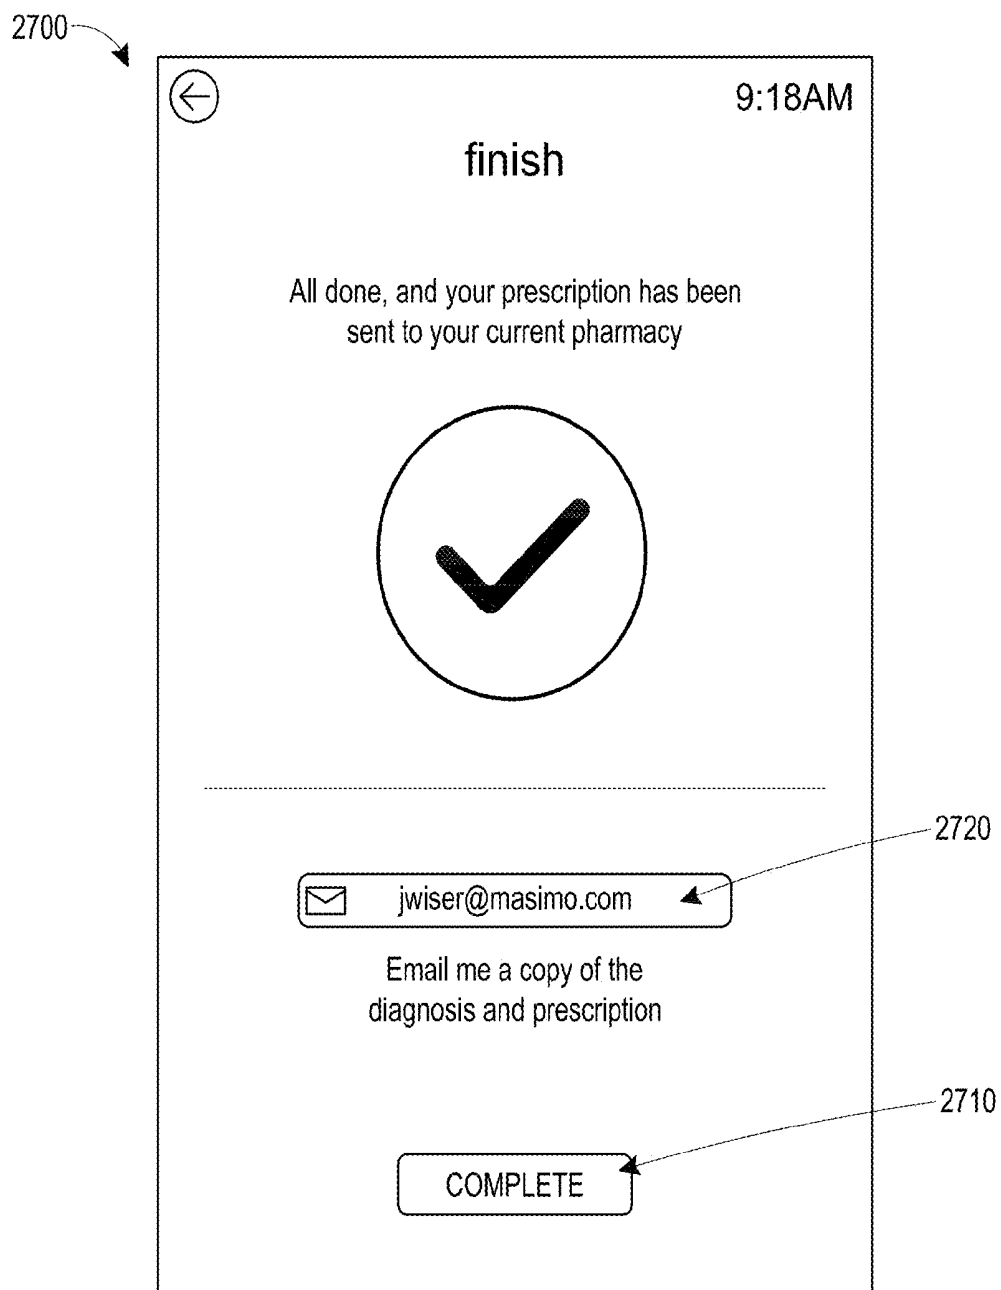 2700
9:18AM
finish
All done, and your prescription has been
sent to your current pharmacy
2720
jwiser@masimo.com
Email me a copy of the
diagnosis and prescription
2710
COMPLETE